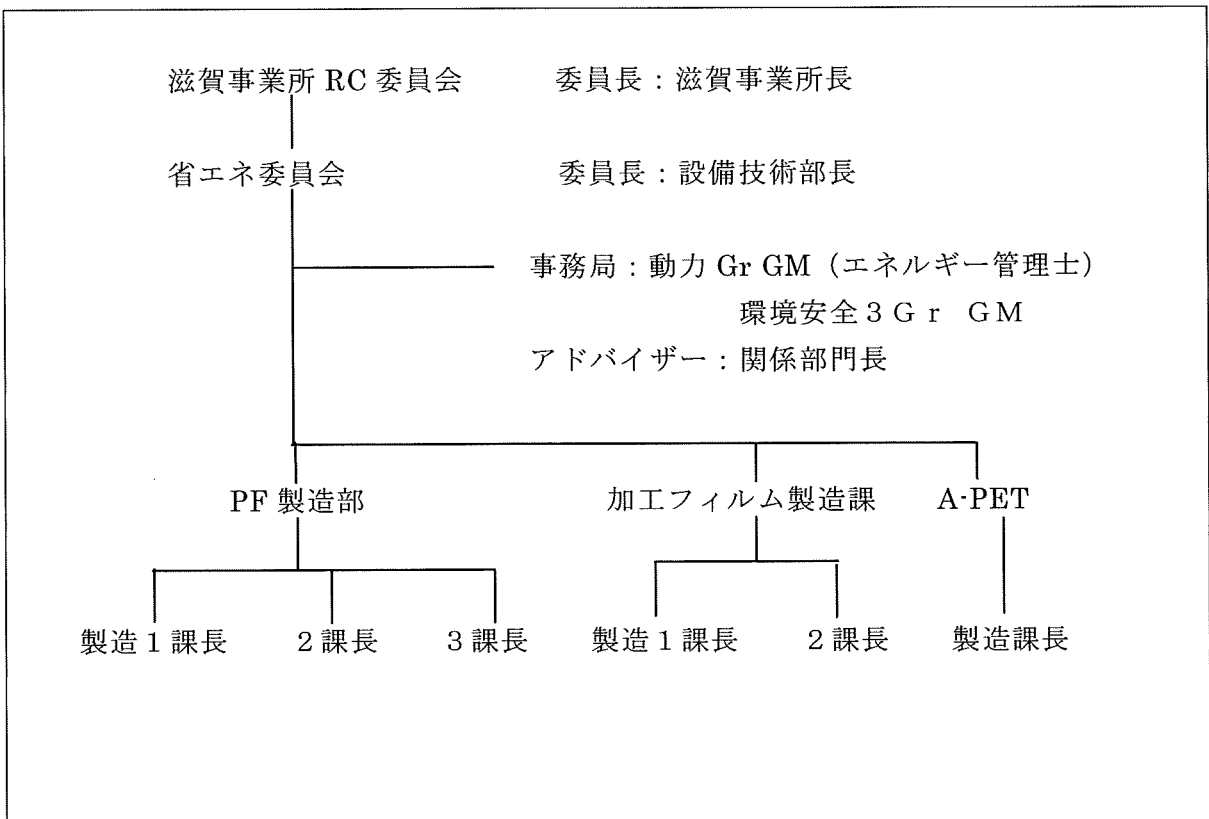 滋賀事業所 RC 委員会 委員長：滋賀事業所長
省エネ委員会 委員長：設備技術部長
事務局：動力 Gr GM（エネルギー管理士）
環境安全３Ｇｒ ＧＭ
アドバイザー：関係部門長
PF 製造部 加工フィルム製造課 A-PET
製造１課長 ２課長 ３課長 製造１課長 ２課長 製造課長